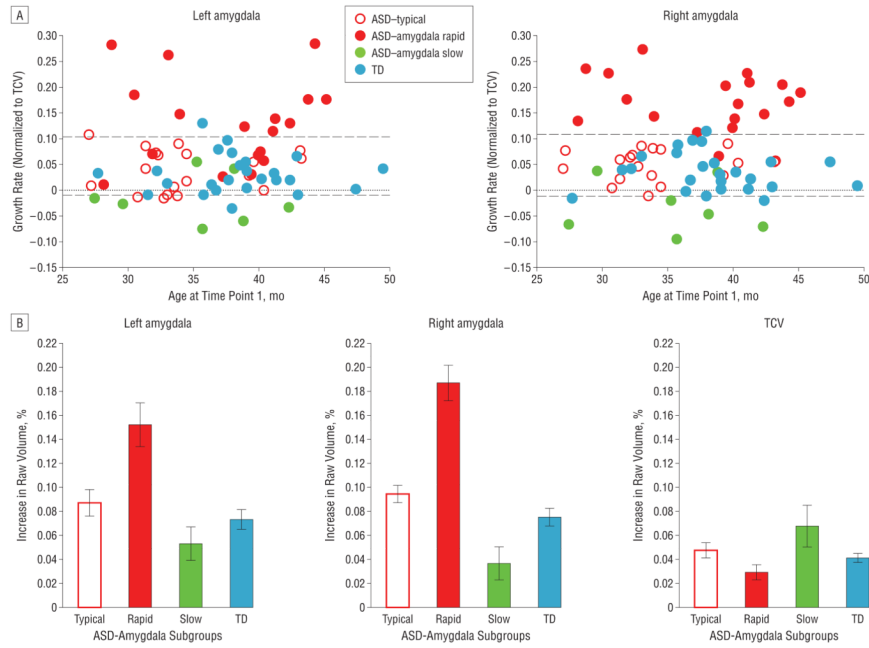 A
Left amygdala
Growth Rate (Normalized to TCV)
0.30
0.25
0.20
0.15
0.10
0.05
0
−0.05
−0.10
−0.15
25 30 35 40 45 50
Age at Time Point 1, mo
ASD–typical
ASD–amygdala rapid
ASD–amygdala slow
TD
Right amygdala
Growth Rate (Normalized to TCV)
0.30
0.25
0.20
0.15
0.10
0.05
0
−0.05
−0.10
−0.15
25 30 35 40 45 50
Age at Time Point 1, mo
B
Left amygdala
Increase in Raw Volume, %
0.22
0.20
0.18
0.16
0.14
0.12
0.10
0.08
0.06
0.04
0.02
0
Typical Rapid Slow TD
ASD-Amygdala Subgroups
Right amygdala
Increase in Raw Volume, %
0.22
0.20
0.18
0.16
0.14
0.12
0.10
0.08
0.06
0.04
0.02
0
Typical Rapid Slow TD
ASD-Amygdala Subgroups
TCV
Increase in Raw Volume, %
0.22
0.20
0.18
0.16
0.14
0.12
0.10
0.08
0.06
0.04
0.02
0
Typical Rapid Slow TD
ASD-Amygdala Subgroups